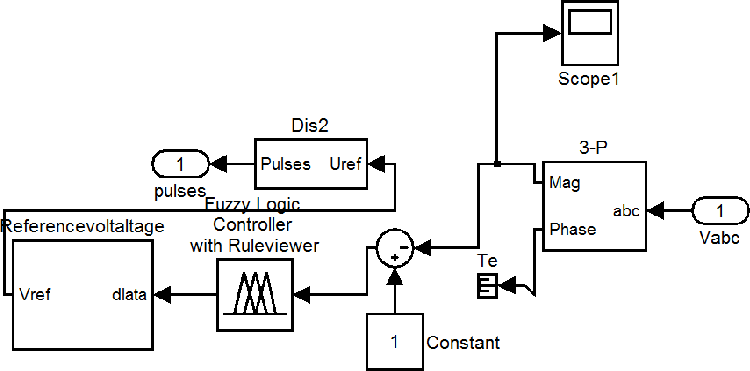 Scope1
Dis2
3-P
1
Pulses Uref
Mag
pulses
abc
1
Fuzzy Logic
Controller
with Ruleviewer
Referencevoltaltage
Phase
Vabc
-
+
Te
Vref
dlata
1
Constant